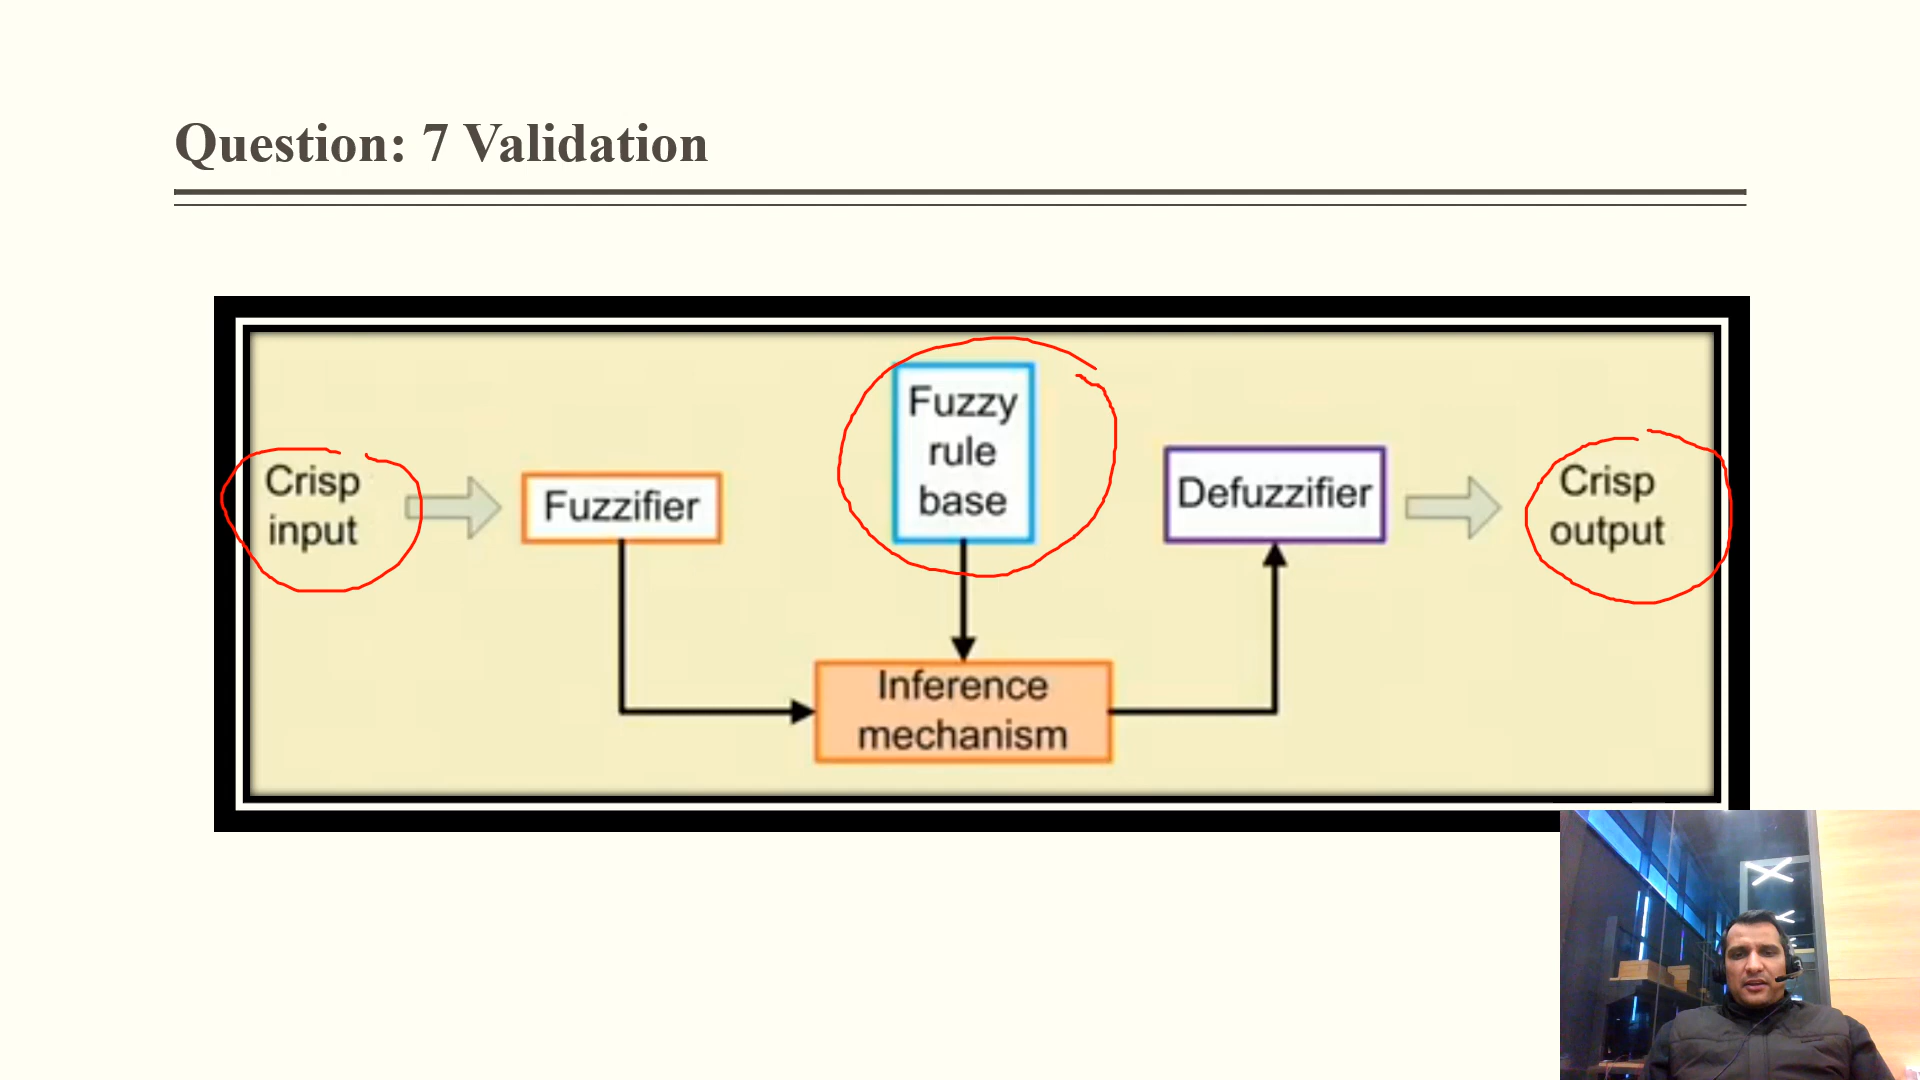 Question: 7 Validation
Crisp
input
Fuzzifier
Fuzzy
rule
base
Inference
mechanism
Defuzzifier
Crisp
output